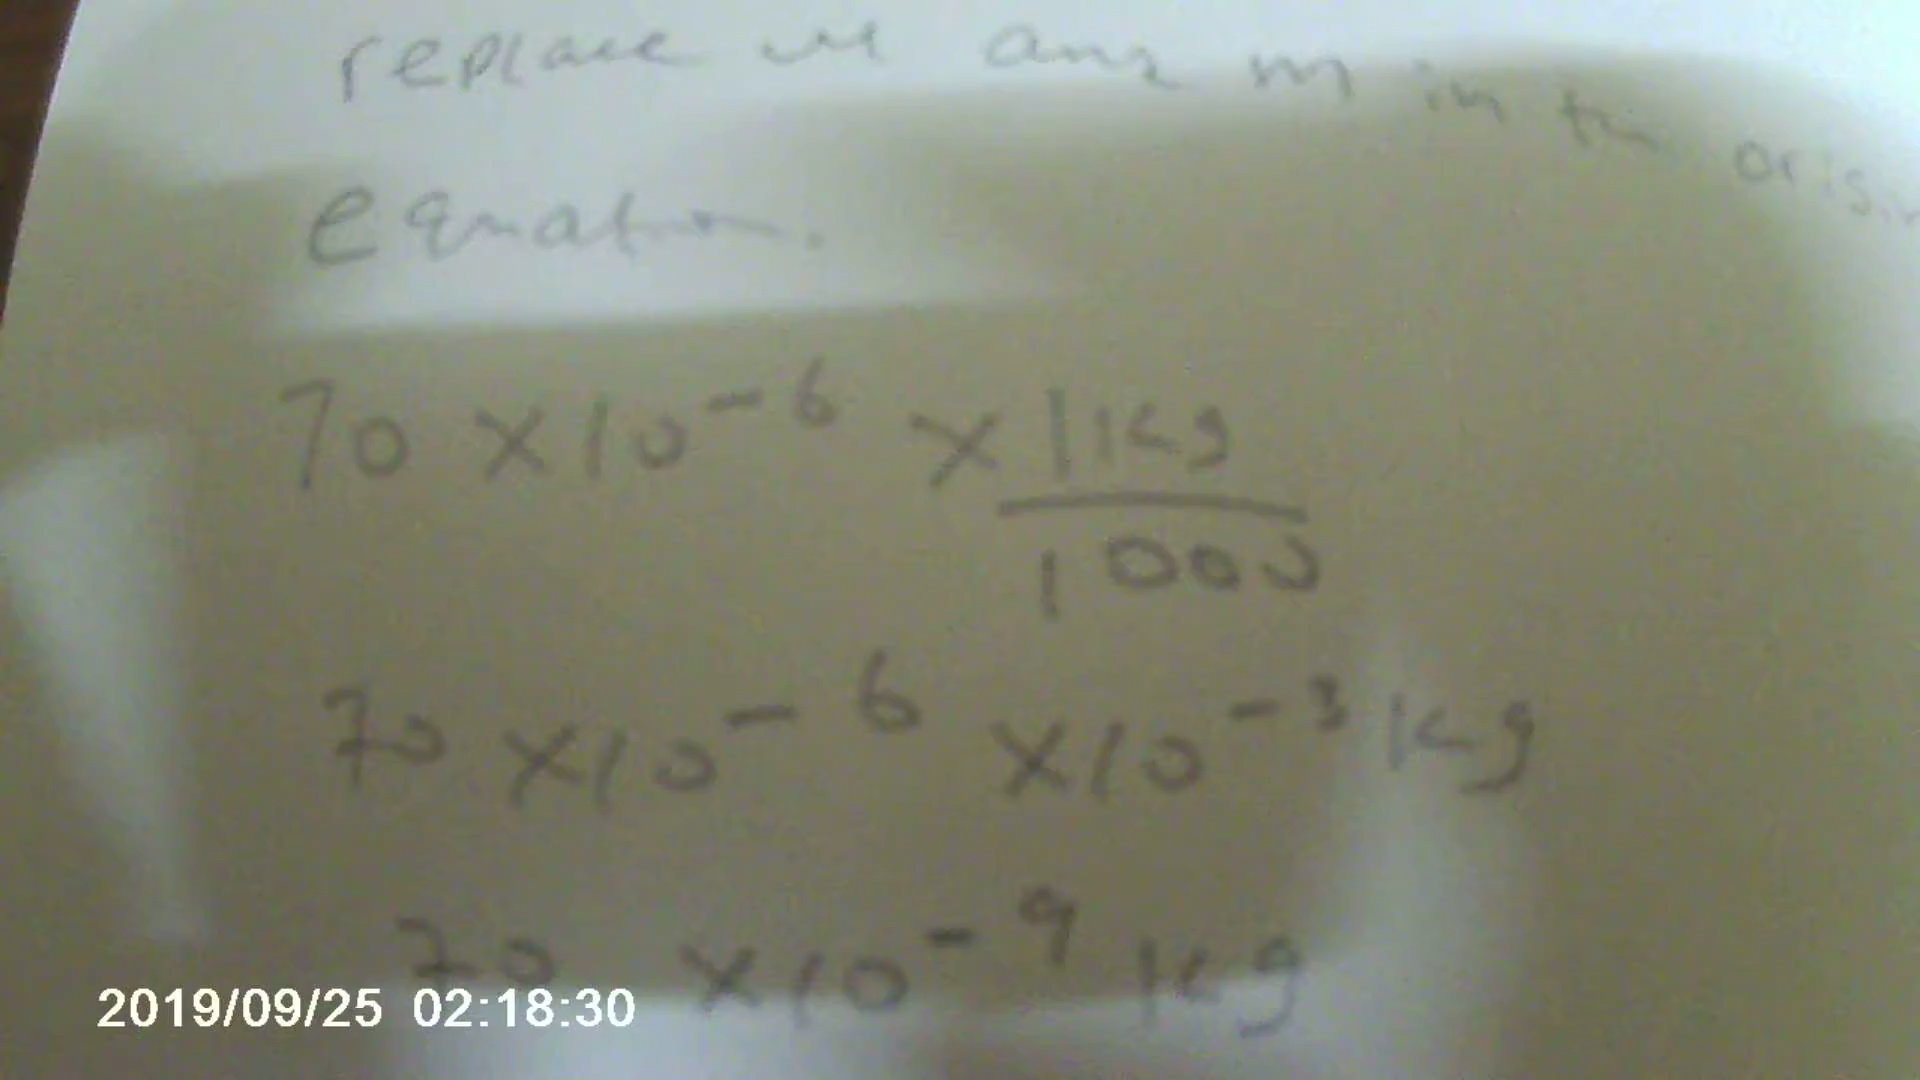 replace M and m in the origin
equation.
70 × 10⁻⁶ × 1kg
1000
70 × 10⁻⁶ × 10⁻³ kg
70 × 10⁻⁹ kg
2019/09/25 02:18:30